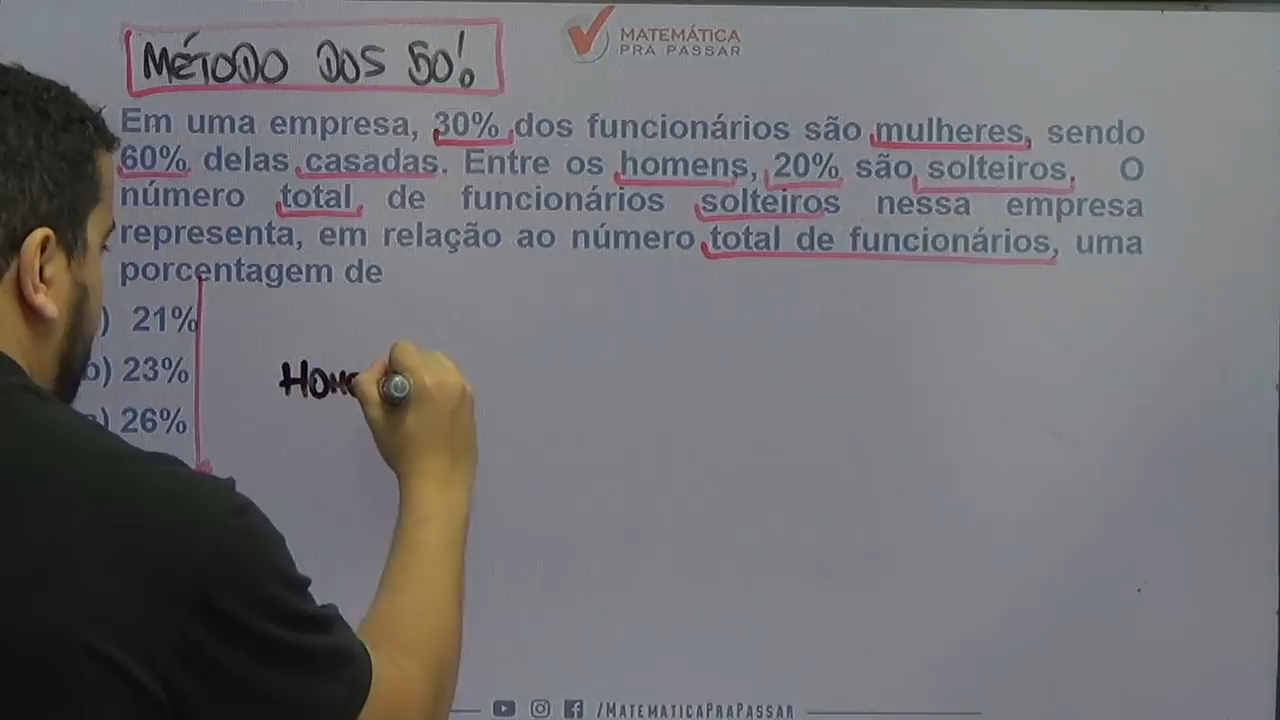 MÉTODO DOS 50!
MATEMÁTICA
PRA PASSAR
Em uma empresa, 30% dos funcionários são mulheres, sendo
60% delas casadas. Entre os homens, 20% são solteiros. O
número total de funcionários solteiros nessa empresa
representa, em relação ao número total de funcionários, uma
porcentagem de
) 21%
b) 23%
) 26%
/MATEMATICAPRAPASSAR